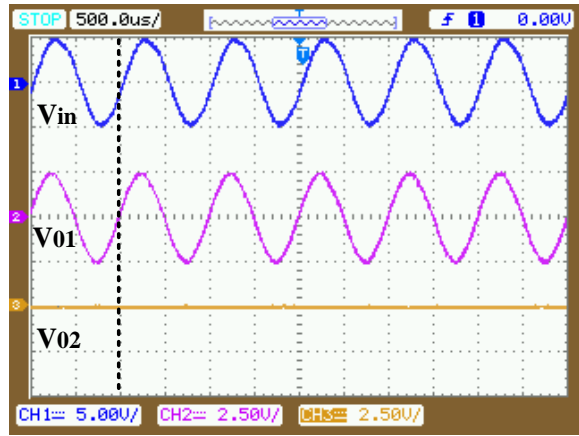 STOP 500.0us/ T f 1 0.00V
T
1
Vin
2
V01
3
V02
CH1 5.00V/ CH2 2.50V/ CH3 2.50V/